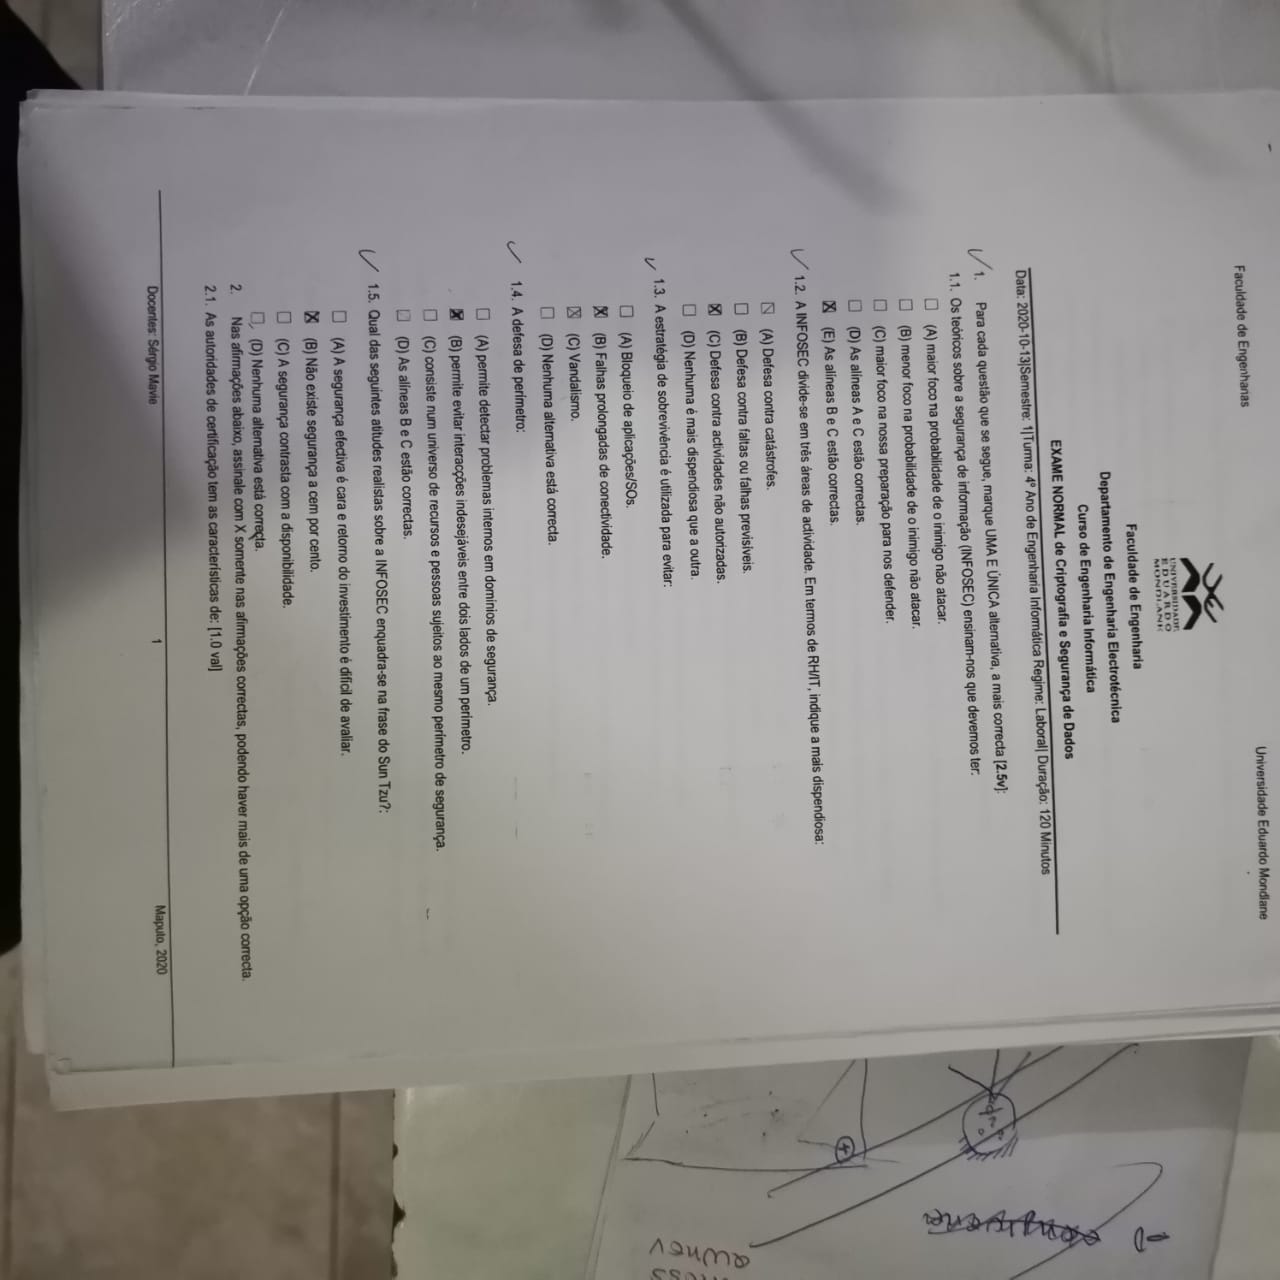 Faculdade de Engenharias
Universidade Eduardo Mondlane
UNIVERSIDADE
EDUARDO
MONDLANE
Faculdade de Engenharia
Departamento de Engenharia Electrotécnica
Curso de Engenharia Informática
EXAME NORMAL de Criptografia e Segurança de Dados
Data: 2020-10-13|Semestre: 1|Turma: 4º Ano de Engenharia Informática Regime: Laboral| Duração: 120 Minutos
1. Para cada questão que se segue, marque UMA E ÚNICA alternativa, a mais correcta [2.5v]:
1.1. Os teóricos sobre a segurança de informação (INFOSEC) ensinam-nos que devemos ter:
(A) maior foco na probabilidade de o inimigo não atacar.
(B) menor foco na probabilidade de o inimigo não atacar.
(C) maior foco na nossa preparação para nos defender.
(D) As alíneas A e C estão correctas.
(E) As alíneas B e C estão correctas.
1.2. A INFOSEC divide-se em três áreas de actividade. Em termos de RH/IT, indique a mais dispendiosa:
(A) Defesa contra catástrofes.
(B) Defesa contra faltas ou falhas previsíveis.
(C) Defesa contra actividades não autorizadas.
(D) Nenhuma é mais dispendiosa que a outra.
1.3. A estratégia de sobrevivência é utilizada para evitar:
(A) Bloqueio de aplicações/SOs.
(B) Falhas prolongadas de conectividade.
(C) Vandalismo.
(D) Nenhuma alternativa está correcta.
1.4. A defesa de perímetro:
(A) permite detectar problemas internos em domínios de segurança.
(B) permite evitar interacções indesejáveis entre dois lados de um perímetro.
(C) consiste num universo de recursos e pessoas sujeitos ao mesmo perímetro de segurança.
(D) As alíneas B e C estão correctas.
1.5. Qual das seguintes atitudes realistas sobre a INFOSEC enquadra-se na frase do Sun Tzu?:
(A) A segurança efectiva é cara e retorno do investimento é difícil de avaliar.
(B) Não existe segurança a cem por cento.
(C) A segurança contrasta com a disponibilidade.
(D) Nenhuma alternativa está correcta.
2. Nas afirmações abaixo, assinale com X somente nas afirmações correctas, podendo haver mais de uma opção correcta.
2.1. As autoridades de certificação tem as características de: [1.0 val]
Docentes: Sérgio Mavie
1
Maputo, 2020